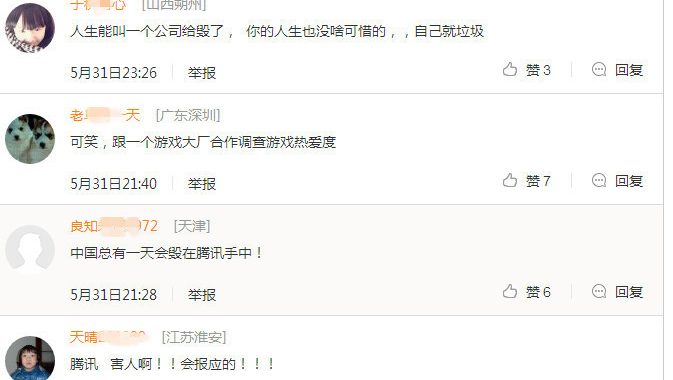 [山西朔州]
人生能叫一个公司给毁了， 你的人生也没啥可惜的，，自己就垃圾
5月31日23:26 举报 赞 3 回复
老 一天 [广东深圳]
可笑，跟一个游戏大厂合作调查游戏热爱度
5月31日21:40 举报 赞 7 回复
良知 972 [天津]
中国总有一天会毁在腾讯手中！
5月31日21:28 举报 赞 6 回复
天晴 [江苏淮安]
腾讯 害人啊！！会报应的！！！